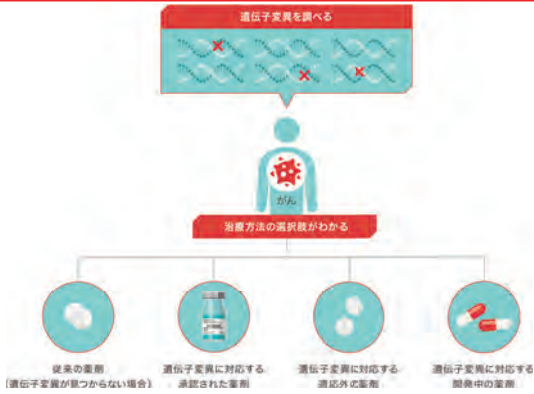 遺伝子変異を調べる
がん
治療方法の選択肢がわかる
従来の薬剤
(遺伝子変異が見つからない場合)
遺伝子変異に対応する
承認された薬剤
遺伝子変異に対応する
適応外の薬剤
遺伝子変異に対応する
開発中の薬剤